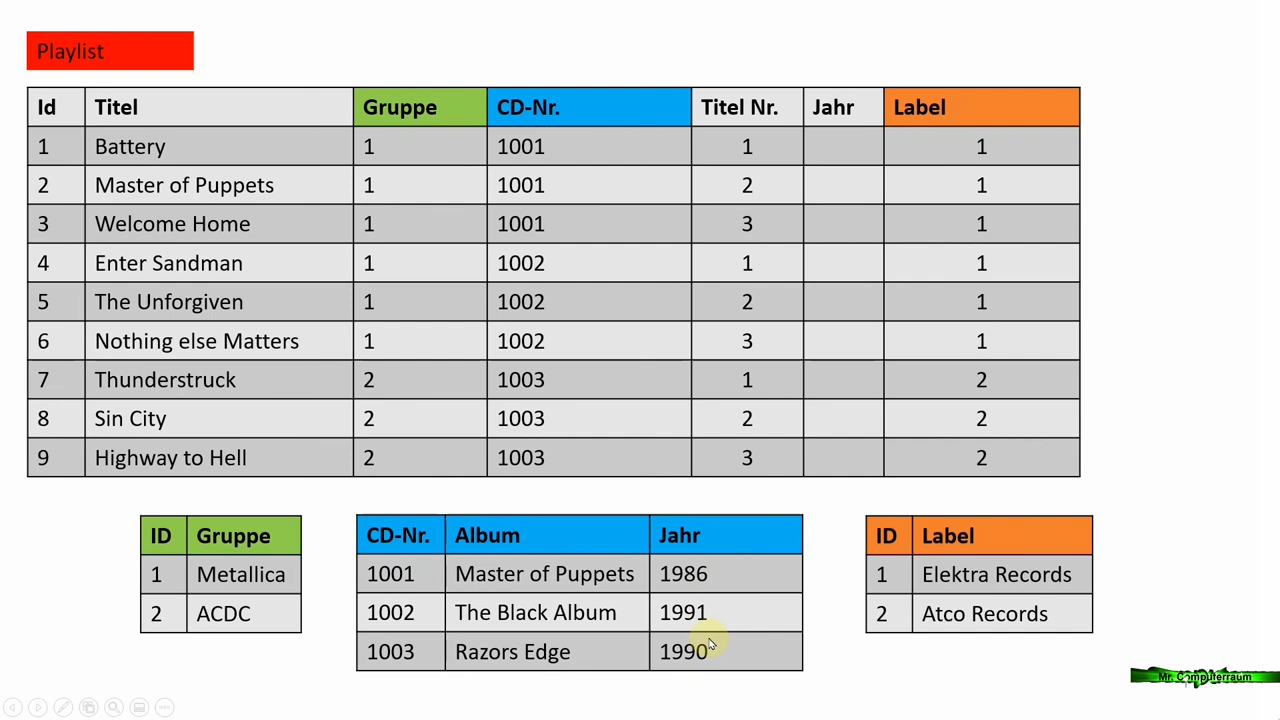 Playlist
Id Titel Gruppe CD-Nr. Titel Nr. Jahr Label
1 Battery 1 1001 1 1
2 Master of Puppets 1 1001 2 1
3 Welcome Home 1 1001 3 1
4 Enter Sandman 1 1002 1 1
5 The Unforgiven 1 1002 2 1
6 Nothing else Matters 1 1002 3 1
7 Thunderstruck 2 1003 1 2
8 Sin City 2 1003 2 2
9 Highway to Hell 2 1003 3 2
ID Gruppe
1 Metallica
2 ACDC
CD-Nr. Album Jahr
1001 Master of Puppets 1986
1002 The Black Album 1991
1003 Razors Edge 1990
ID Label
1 Elektra Records
2 Atco Records
Mr. Computerraum